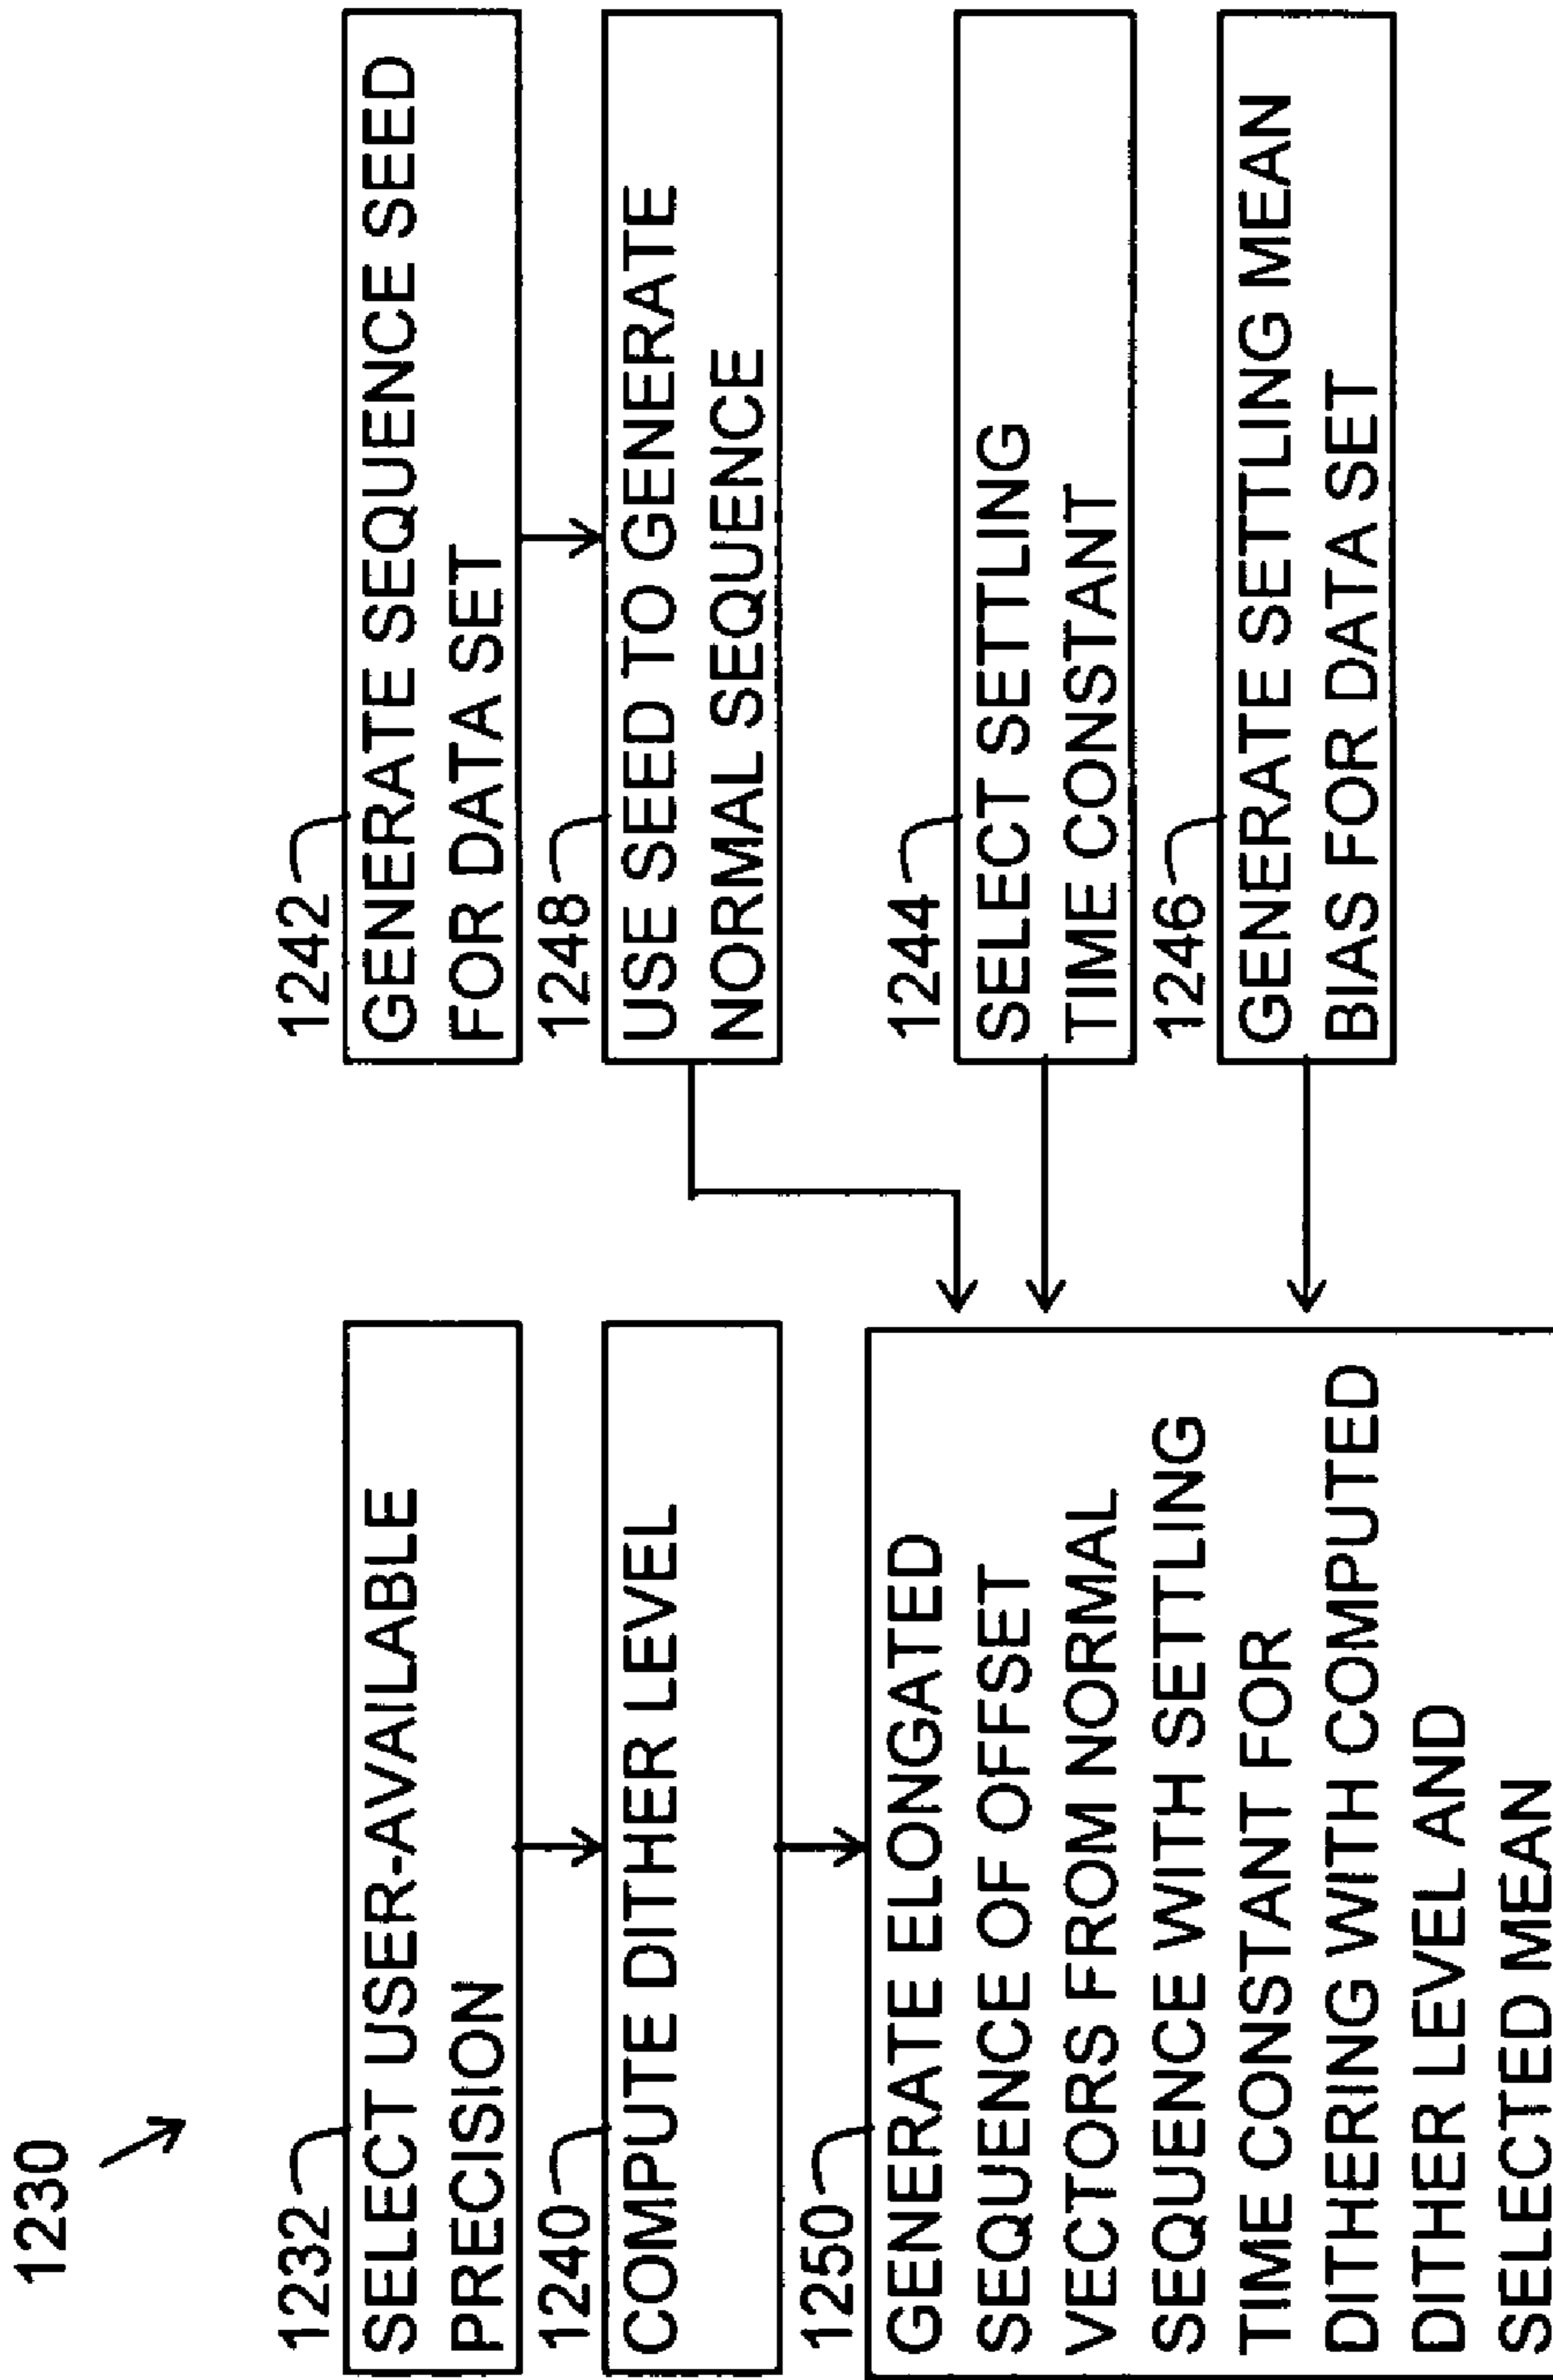 1230
1232
SELECT USER-AVAILABLE
PRECISION
1240
COMPUTE DITHER LEVEL
1250
GENERATE ELONGATED
SEQUENCE OF OFFSET
VECTORS FROM NORMAL
SEQUENCE WITH SETTLING
TIME CONSTANT FOR
DITHERING WITH COMPUTED
DITHER LEVEL AND
SELECTED MEAN
1242
GENERATE SEQUENCE SEED
FOR DATA SET
1248
USE SEED TO GENERATE
NORMAL SEQUENCE
1244
SELECT SETTLING
TIME CONSTANT
1246
GENERATE SETTLING MEAN
BIAS FOR DATA SET